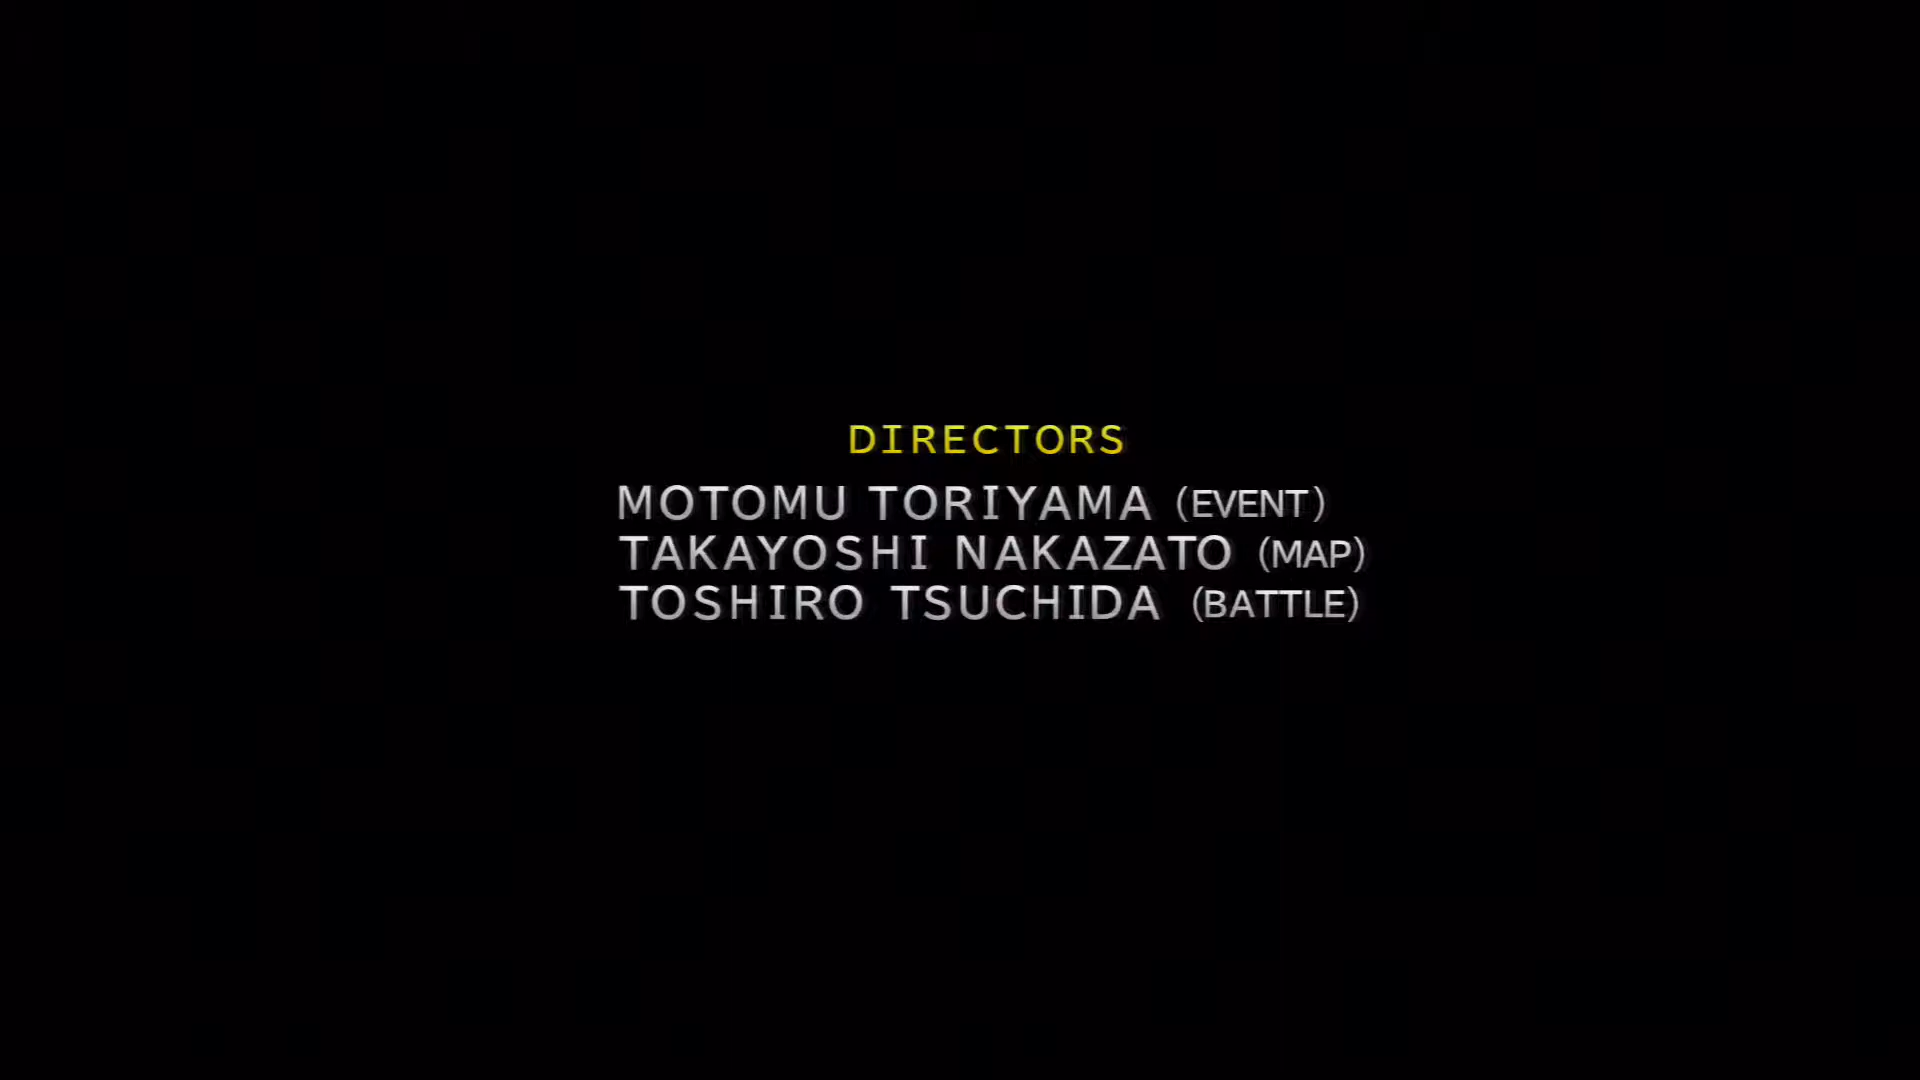 DIRECTORS
MOTOMU TORIYAMA (EVENT)
TAKAYOSHI NAKAZATO (MAP)
TOSHIRO TSUCHIDA (BATTLE)